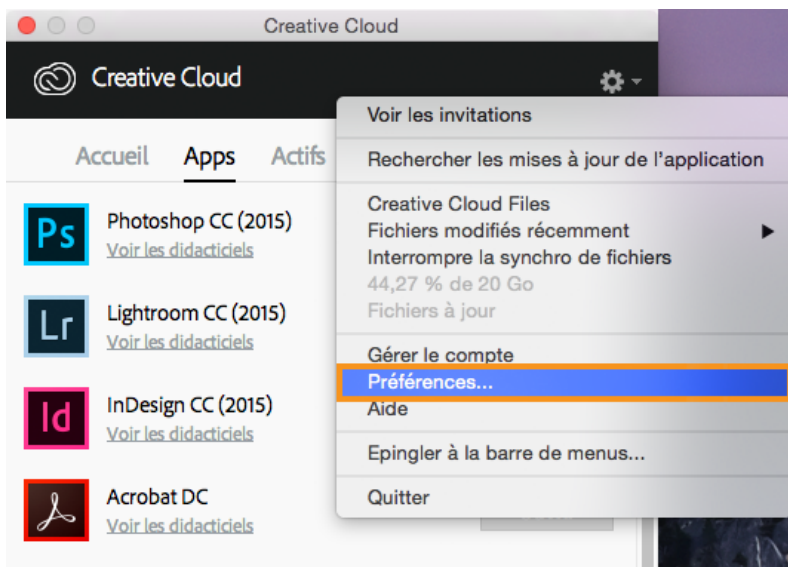 Creative Cloud
Creative Cloud
Voir les invitations
Accueil Apps Actifs
Rechercher les mises à jour de l'application
Creative Cloud Files
Fichiers modifiés récemment
Interrompre la synchro de fichiers
44,27 % de 20 Go
Fichiers à jour
Gérer le compte
Préférences...
Aide
Epingler à la barre de menus...
Quitter
Ps
Photoshop CC (2015)
Voir les didacticiels
Lr
Lightroom CC (2015)
Voir les didacticiels
Id
InDesign CC (2015)
Voir les didacticiels
Acrobat DC
Voir les didacticiels